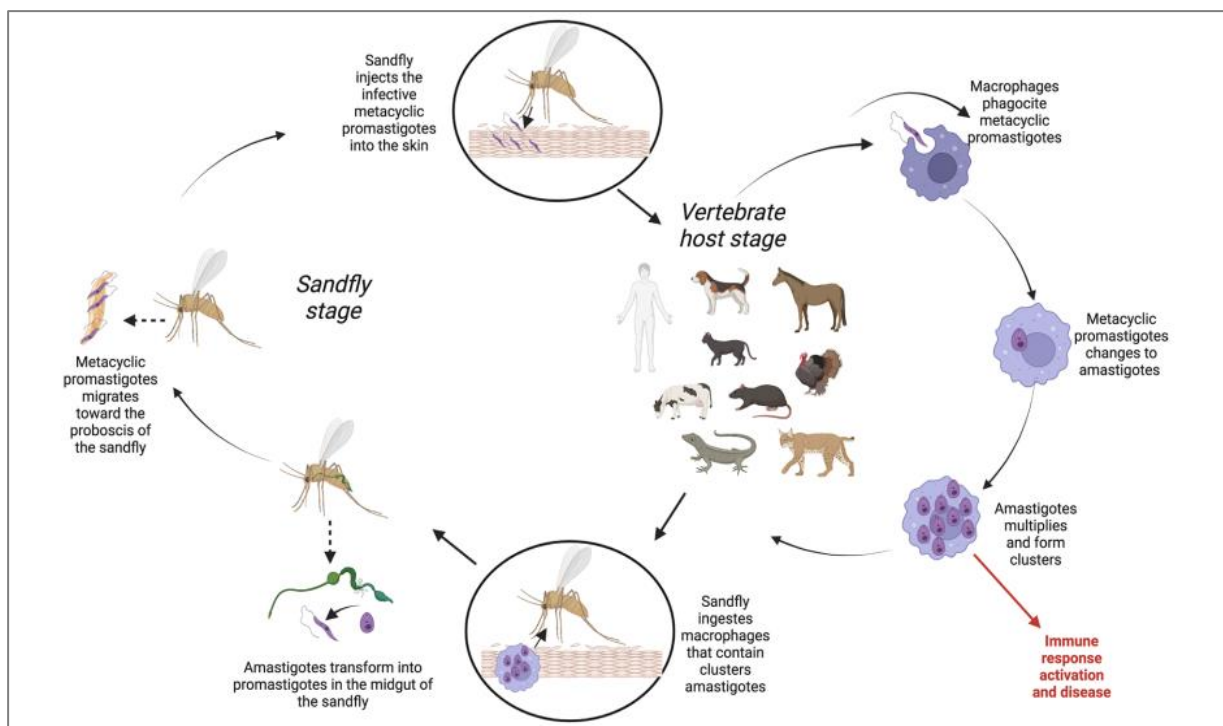 Sandfly
injects the
infective
metacyclic
promastigotes
into the skin
Macrophages
phagocite
metacyclic
promastigotes
Vertebrate
host stage
Sandfly
stage
Metacyclic
promastigotes
migrates
toward the
proboscis of
the sandfly
Metacyclic
promastigotes
changes to
amastigotes
Amastigotes
multiplies
and form
clusters
Sandfly
ingestes
macrophages
that contain
clusters
amastigotes
Immune
response
activation
and disease
Amastigotes transform into
promastigotes in the midgut of
the sandfly